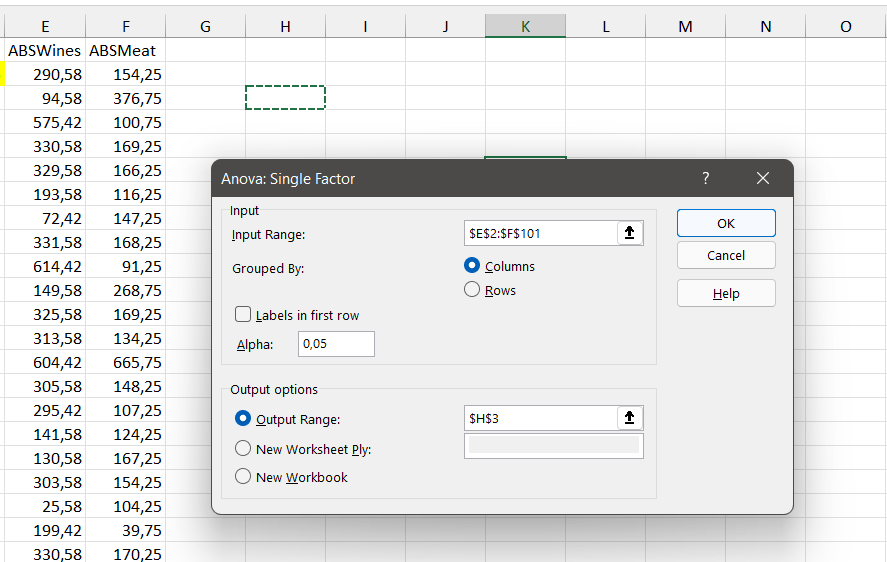 E F G H I J K L M N O
ABSWines ABSMeat
290,58 154,25
94,58 376,75
575,42 100,75
330,58 169,25
329,58 166,25
193,58 116,25
72,42 147,25
331,58 168,25
614,42 91,25
149,58 268,75
325,58 169,25
313,58 134,25
604,42 665,75
305,58 148,25
295,42 107,25
141,58 124,25
130,58 167,25
303,58 154,25
25,58 104,25
199,42 39,75
330,58 170,25
Anova: Single Factor ?
Input
Input Range: $E$2:$F$101
Grouped By: Columns
Rows
Labels in first row
Alpha: 0,05
OK
Cancel
Help
Output options
Output Range: $H$3
New Worksheet Ply:
New Workbook